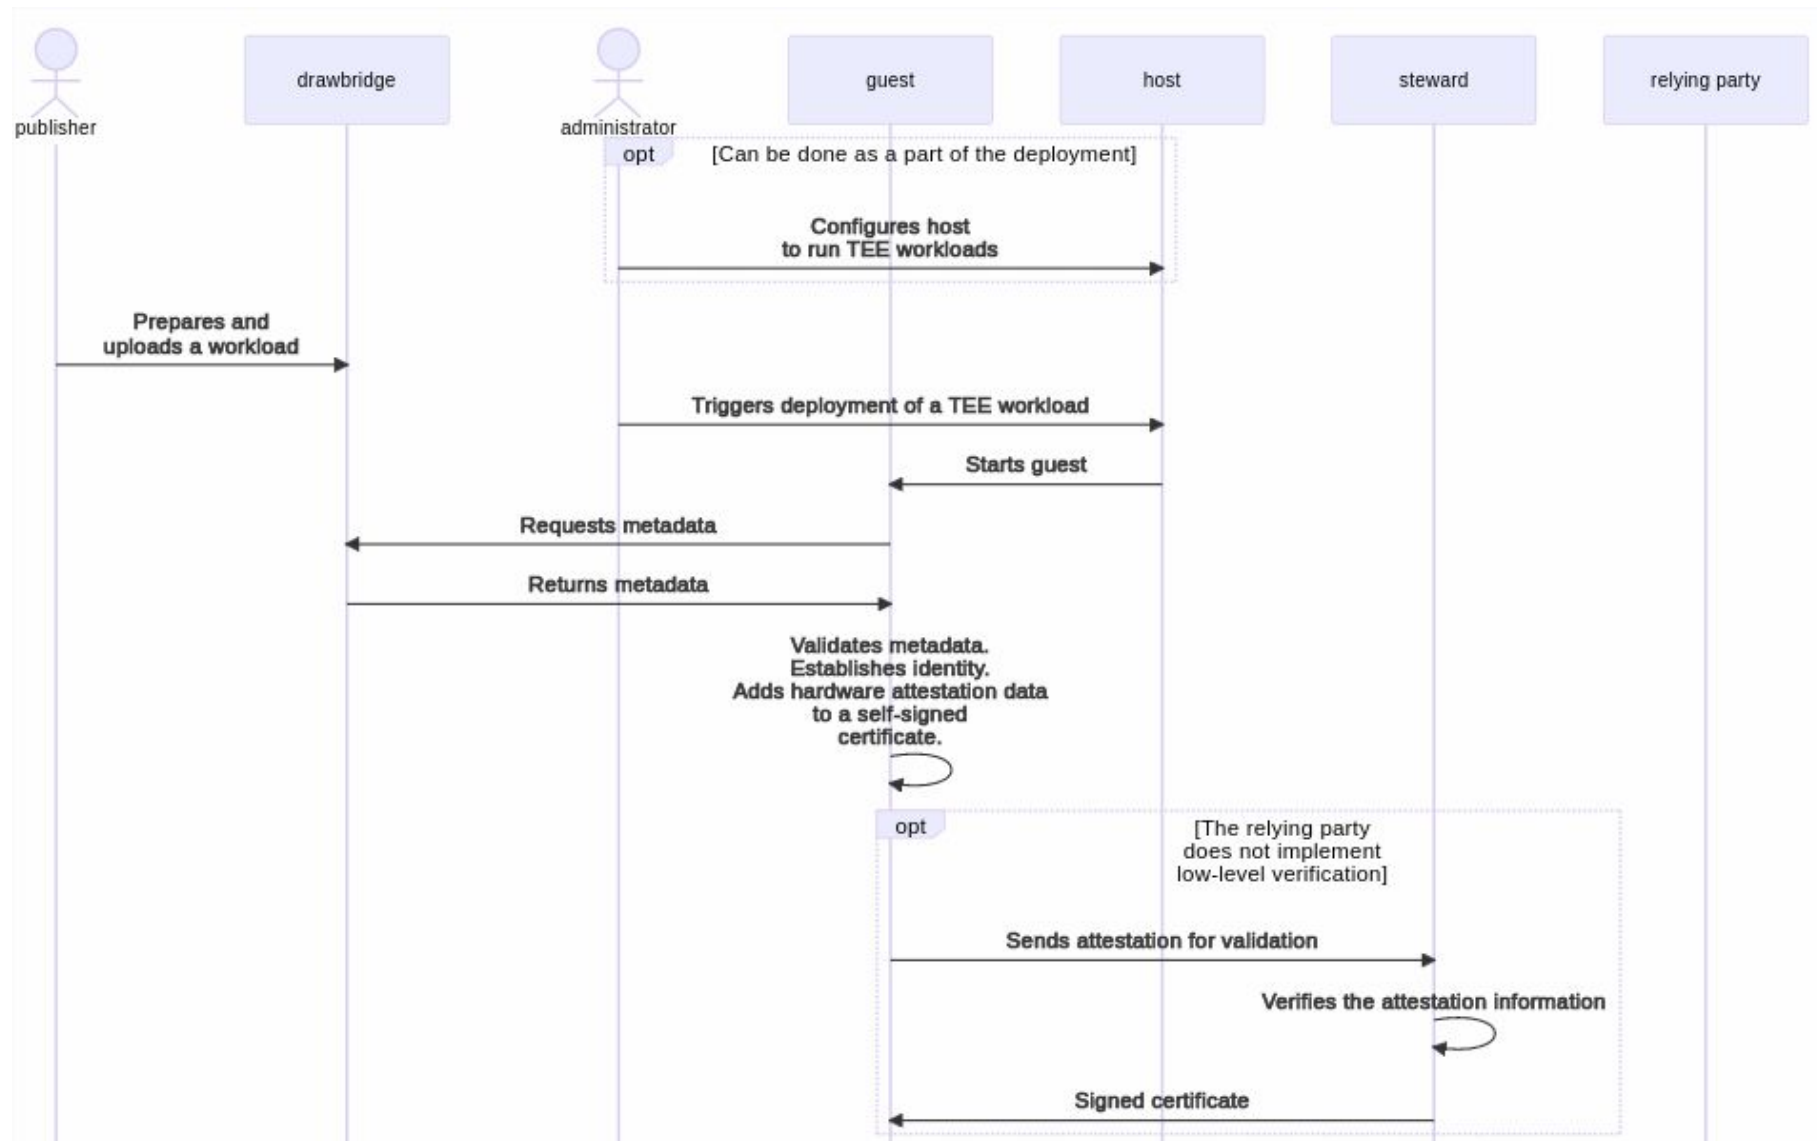 drawbridge
guest
host
steward
relying party
publisher
administrator
opt
[Can be done as a part of the deployment]
Configures host
to run TEE workloads
Prepares and
uploads a workload
Triggers deployment of a TEE workload
Starts guest
Requests metadata
Returns metadata
Validates metadata.
Establishes identity.
Adds hardware attestation data
to a self-signed
certificate.
opt
[The relying party
does not implement
low-level verification]
Sends attestation for validation
Verifies the attestation information
Signed certificate